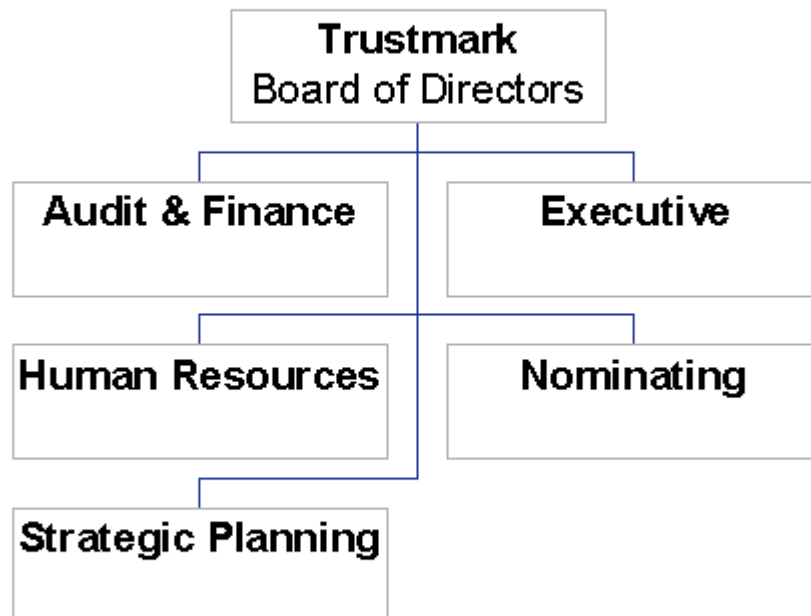 Trustmark
Board of Directors
Audit & Finance
Executive
Human Resources
Nominating
Strategic Planning